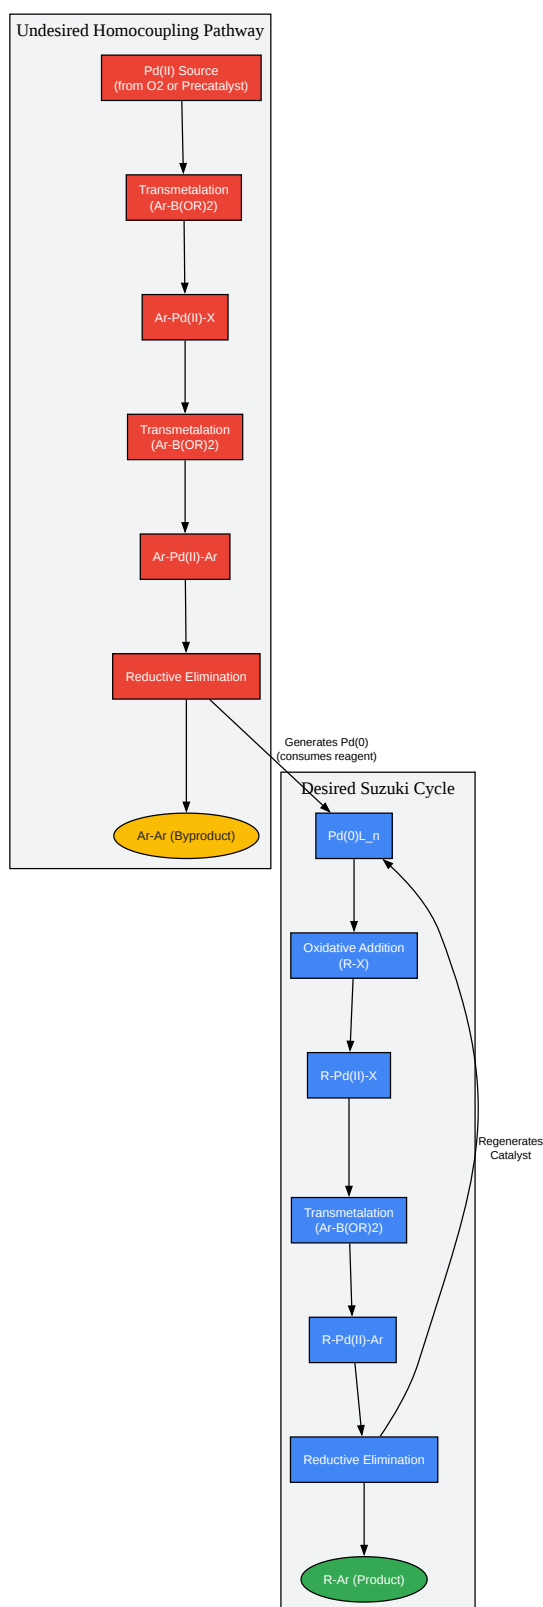 Undesired Homocoupling Pathway
Pd(II) Source
(from O2 or Precatalyst)
Transmetalation
(Ar-B(OR)2)
Ar-Pd(II)-X
Transmetalation
(Ar-B(OR)2)
Ar-Pd(II)-Ar
Reductive Elimination
Generates Pd(0)
(consumes reagent)
Ar-Ar (Byproduct)
Desired Suzuki Cycle
Pd(0)L_n
Oxidative Addition
(R-X)
R-Pd(II)-X
Regenerates
Catalyst
Transmetalation
(Ar-B(OR)2)
R-Pd(II)-Ar
Reductive Elimination
R-Ar (Product)